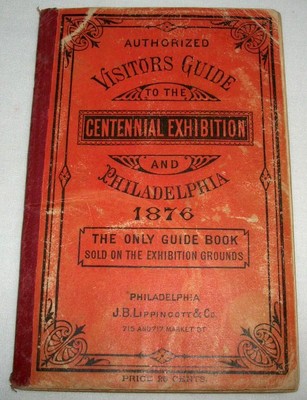 AUTHORIZED
VISITORS GUIDE
TO THE
CENTENNIAL EXHIBITION
AND
PHILADELPHIA
1876
THE ONLY GUIDE BOOK
SOLD ON THE EXHIBITION GROUNDS
PHILADELPHIA
J. B. LIPPINCOTT & Co.
715 AND 717 MARKET ST.
PRICE CENTS.